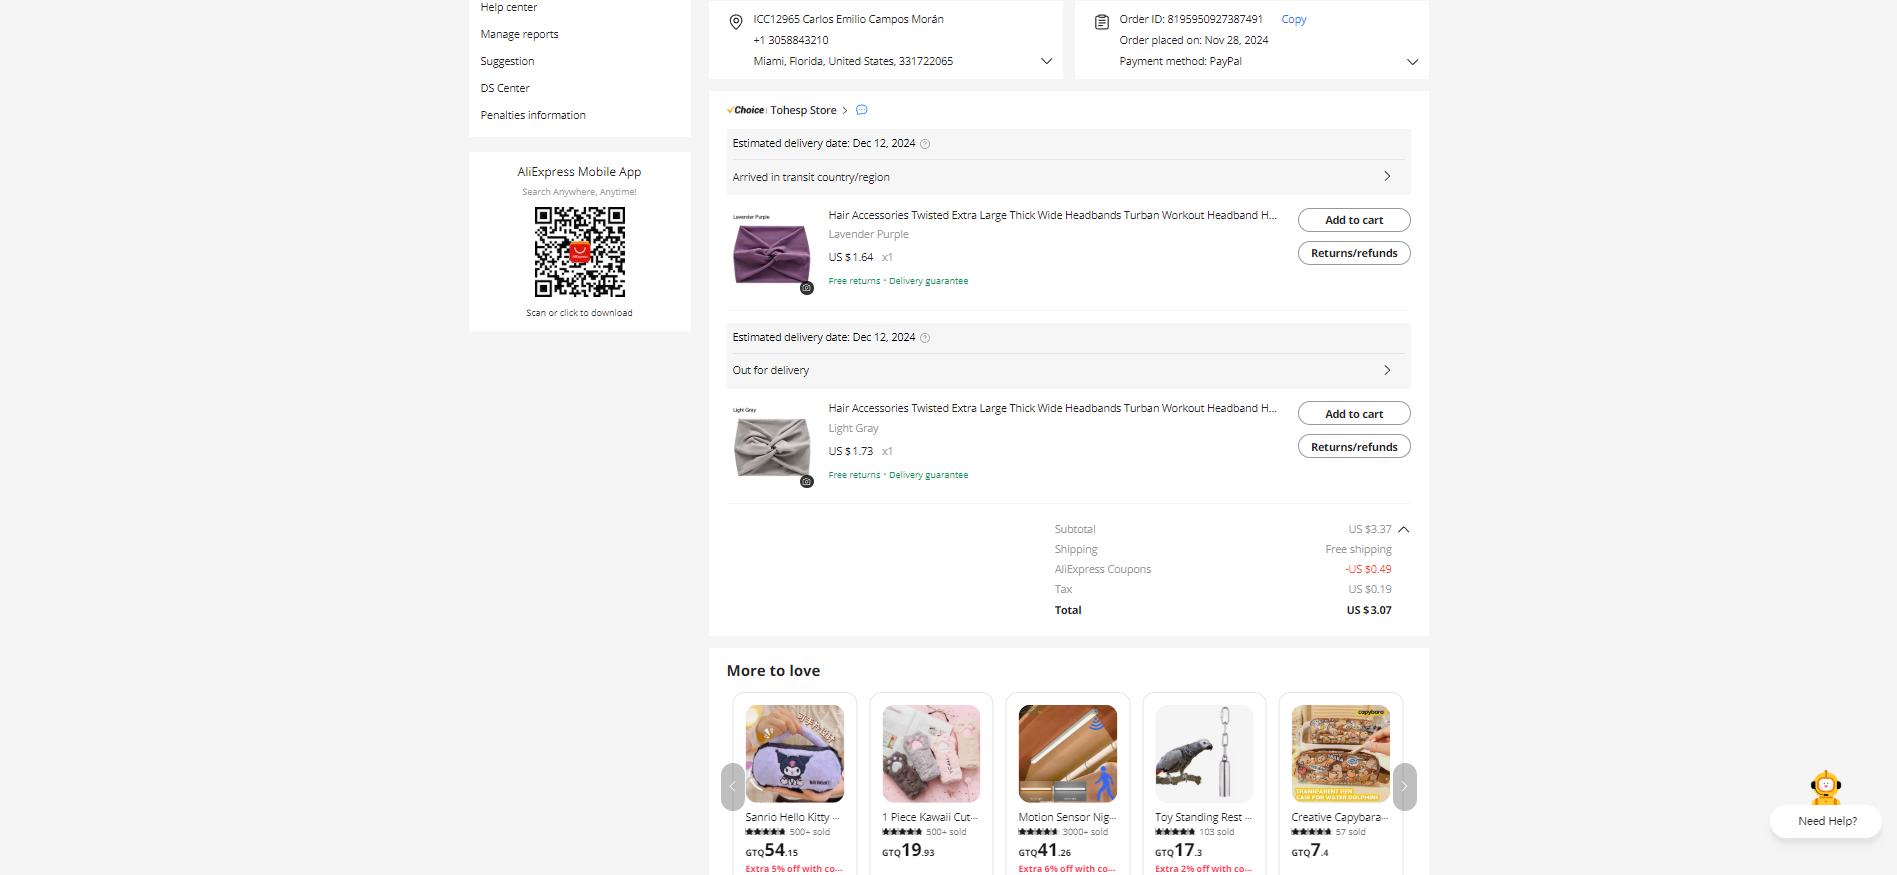 Help center
Manage reports
Suggestion
DS Center
Penalties information
AliExpress Mobile App
Search Anywhere, Anytime!
Scan or click to download
ICC12965 Carlos Emilio Campos Morán
+1 3058843210
Miami, Florida, United States, 331722065
Order ID: 8195950927387491 Copy
Order placed on: Nov 28, 2024
Payment method: PayPal
Choice Tohesp Store
Estimated delivery date: Dec 12, 2024
Arrived in transit country/region
Lavender Purple
Hair Accessories Twisted Extra Large Thick Wide Headbands Turban Workout Headband H...
Lavender Purple
US $1.64 x1
Free returns · Delivery guarantee
Add to cart
Returns/refunds
Estimated delivery date: Dec 12, 2024
Out for delivery
Light Gray
Hair Accessories Twisted Extra Large Thick Wide Headbands Turban Workout Headband H...
Light Gray
US $1.73 x1
Free returns · Delivery guarantee
Add to cart
Returns/refunds
Subtotal US $3.37
Shipping Free shipping
AliExpress Coupons -US $0.49
Tax US $0.19
Total US $3.07
More to love
capybara
TRANSPARENT PEN
CASE FOR WATER DOLPHINS
Sanrio Hello Kitty ...
500+ sold
GTQ54.15
Extra 5% off with co...
1 Piece Kawaii Cut...
500+ sold
GTQ19.93
Motion Sensor Nig...
3000+ sold
GTQ41.26
Extra 6% off with co...
Toy Standing Rest ...
103 sold
GTQ17.3
Extra 2% off with co...
Creative Capybara...
57 sold
GTQ7.4
Need Help?